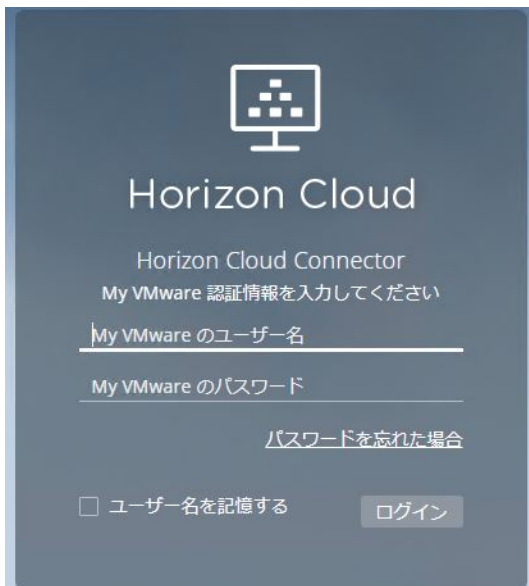 Horizon Cloud
Horizon Cloud Connector
My VMware 認証情報を入力してください
My VMware のユーザー名
My VMware のパスワード
パスワードを忘れた場合
ユーザー名を記憶する
ログイン